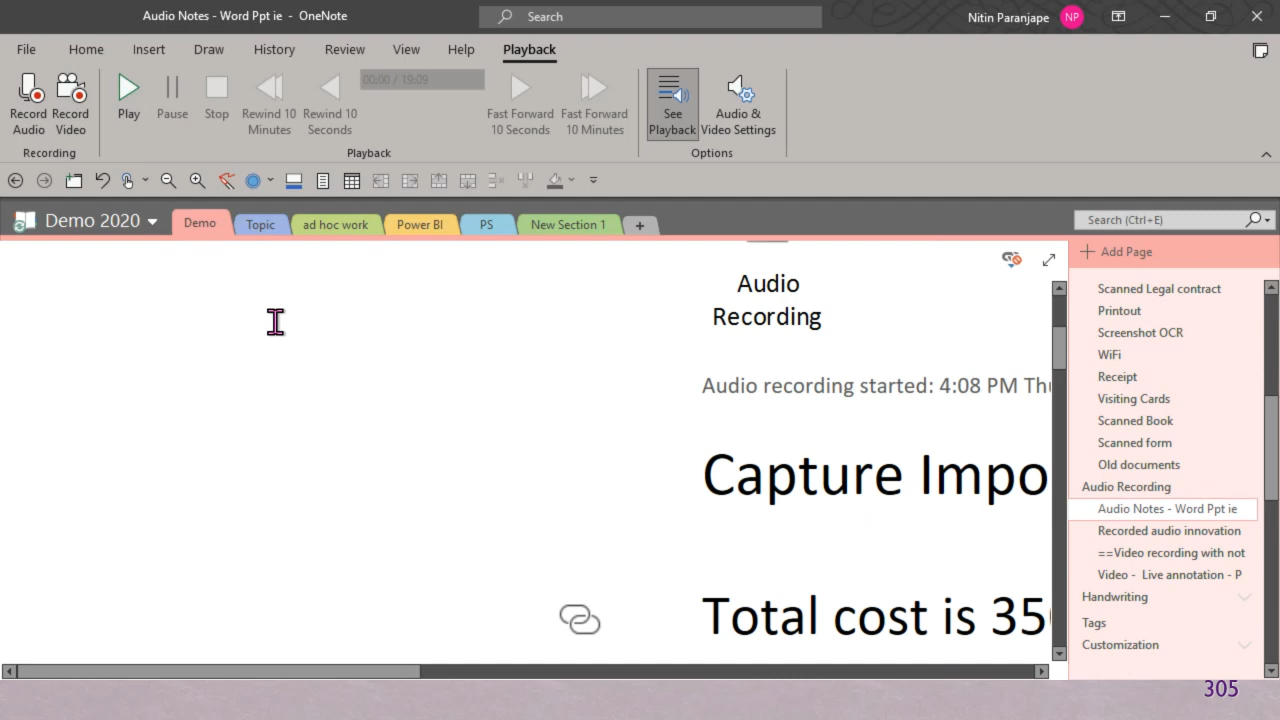 Audio Notes - Word Ppt ie - OneNote
Search
Nitin Paranjape NP
File Home Insert Draw History Review View Help Playback
Record Audio
Record Video
Play
Pause
Stop
Rewind 10 Minutes
Rewind 10 Seconds
00:00 / 19:09
Fast Forward 10 Seconds
Fast Forward 10 Minutes
See Playback
Audio & Video Settings
Recording
Playback
Options
Demo 2020
Demo Topic ad hoc work Power BI PS New Section 1 +
Search (Ctrl+E)
Add Page
Audio
Recording
Audio recording started: 4:08 PM Thu
Capture Impo
Total cost is 350
Scanned Legal contract
Printout
Screenshot OCR
WiFi
Receipt
Visiting Cards
Scanned Book
Scanned form
Old documents
Audio Recording
Audio Notes - Word Ppt ie
Recorded audio innovation
==Video recording with not
Video - Live annotation - P
Handwriting
Tags
Customization
305